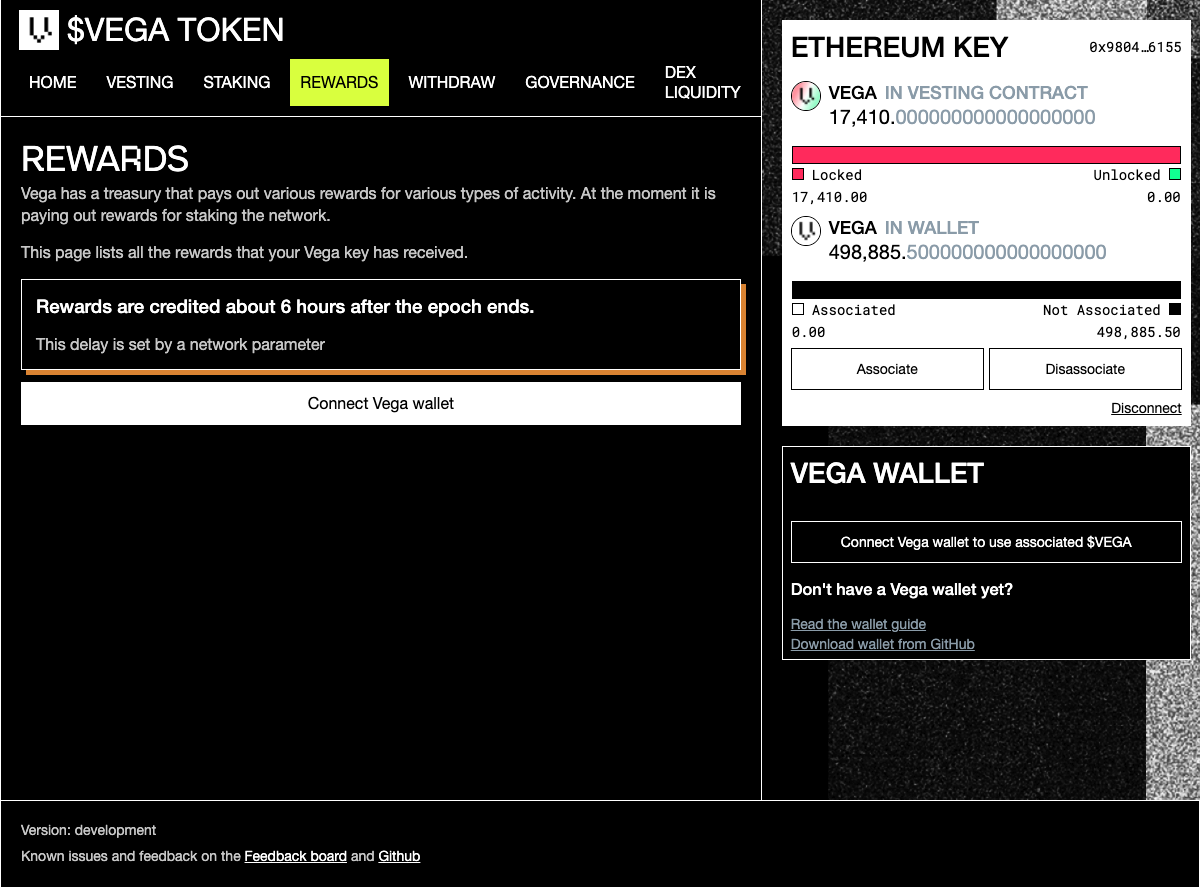 $VEGA TOKEN
HOME
VESTING
STAKING
REWARDS
WITHDRAW
GOVERNANCE
DEX
LIQUIDITY
REWARDS
Vega has a treasury that pays out various rewards for various types of activity. At the moment it is
paying out rewards for staking the network.
This page lists all the rewards that your Vega key has received.
Rewards are credited about 6 hours after the epoch ends.
This delay is set by a network parameter
Connect Vega wallet
ETHEREUM KEY
0x9804…6155
VEGA IN VESTING CONTRACT
17,410.000000000000000000
Locked
Unlocked
17,410.00
0.00
VEGA IN WALLET
498,885.500000000000000000
Associated
Not Associated
0.00
498,885.50
Associate
Disassociate
Disconnect
VEGA WALLET
Connect Vega wallet to use associated $VEGA
Don't have a Vega wallet yet?
Read the wallet guide
Download wallet from GitHub
Version: development
Known issues and feedback on the Feedback board and Github